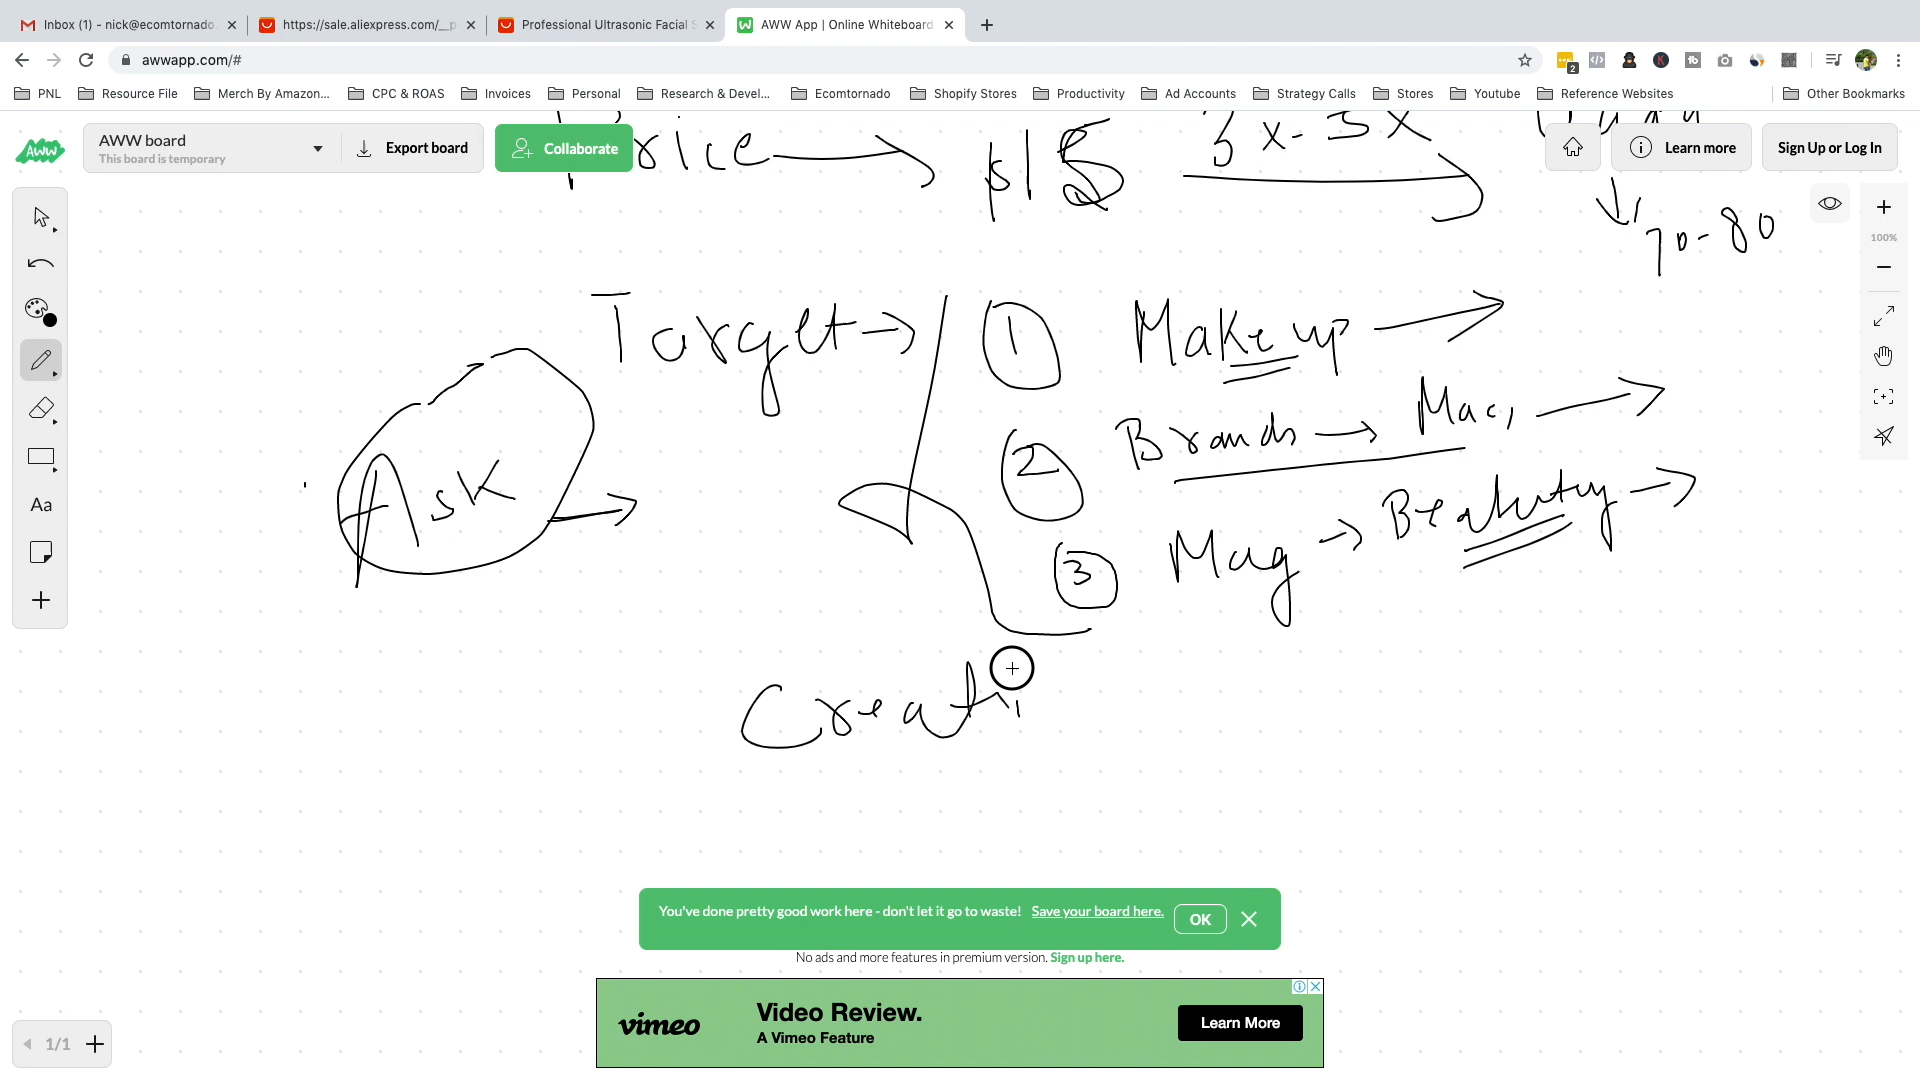 Inbox (1) - nick@ecomtornado.
https://sale.aliexpress.com/__p
Professional Ultrasonic Facial S
AWW App | Online Whiteboard
awwapp.com/#
2
PNL
Resource File
Merch By Amazon...
CPC & ROAS
Invoices
Personal
Research & Devel...
Ecomtornado
Shopify Stores
Productivity
Ad Accounts
Strategy Calls
Stores
Youtube
Reference Websites
Other Bookmarks
AWW
AWW board
This board is temporary
Export board
Collaborate
Learn more
Sign Up or Log In
Price
3x-5x
70-80
100%
Target
1 Makeup
2 Brands Mac,
Ask
3 Mag Beauty
Aa
Creati
You've done pretty good work here - don't let it go to waste! Save your board here. OK
No ads and more features in premium version. Sign up here.
vimeo
Video Review.
A Vimeo Feature
Learn More
1/1